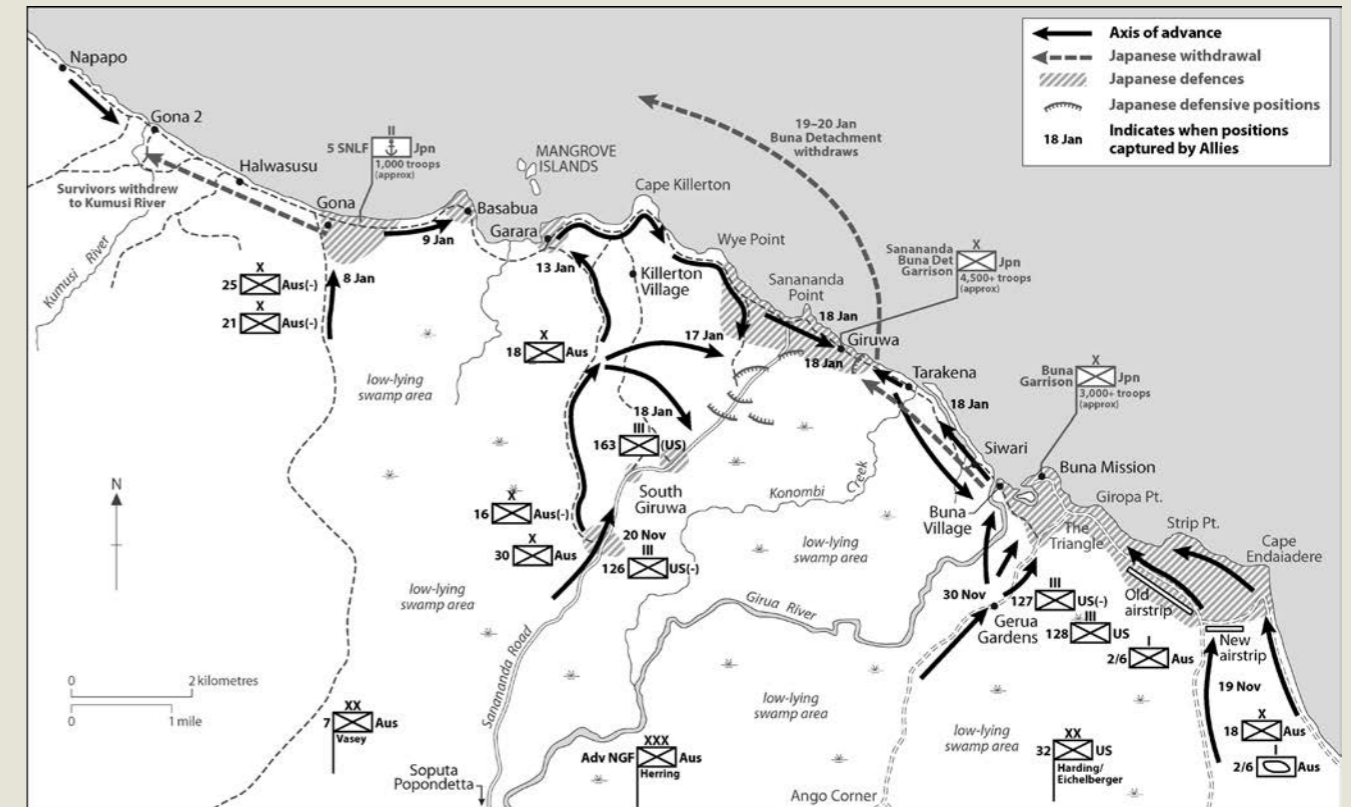 Axis of advance
Japanese withdrawal
Japanese defences
Japanese defensive positions
18 Jan
Indicates when positions
captured by Allies
Napapo
Gona 2
Halwasusu
Survivors withdrew
to Kumusi River
Kumusi River
II
5 SNLF
Jpn
1,000 troops
(approx)
Gona
MANGROVE
ISLANDS
Basabua
9 Jan
Garara
Cape Killerton
19–20 Jan
Buna Detachment
withdraws
Wye Point
Killerton
Village
13 Jan
8 Jan
X
25
Aus(-)
X
21
Aus(-)
Sanananda
Point
X
Sanananda
Buna Det
Garrison
Jpn
4,500+ troops
(approx)
18 Jan
Giruwa
18 Jan
17 Jan
X
18
Aus
low-lying
swamp area
Tarakena
18 Jan
X
Buna
Garrison
Jpn
3,000+ troops
(approx)
18 Jan
III
163
(US)
Siwari
Buna Mission
Giropa Pt.
Strip Pt.
Cape
Endaiadere
South
Giruwa
Konombi
Creek
Buna
Village
The
Triangle
N
X
16
Aus(-)
X
30
Aus
20 Nov
III
126
US(-)
low-lying
swamp area
low-lying
swamp area
Girua River
30 Nov
III
127
US(-)
Gerua
Gardens
III
128
US
Old
airstrip
I
2/6
Aus
New
airstrip
19 Nov
0
2 kilometres
0
1 mile
Sanananda Road
low-lying
swamp area
low-lying
swamp area
XX
7
Aus
Vasey
XXX
Adv NGF
Aus
Herring
XX
32
US
Harding/
Eichelberger
X
18
Aus
I
2/6
Aus
Soputa
Popondetta
Ango Corner